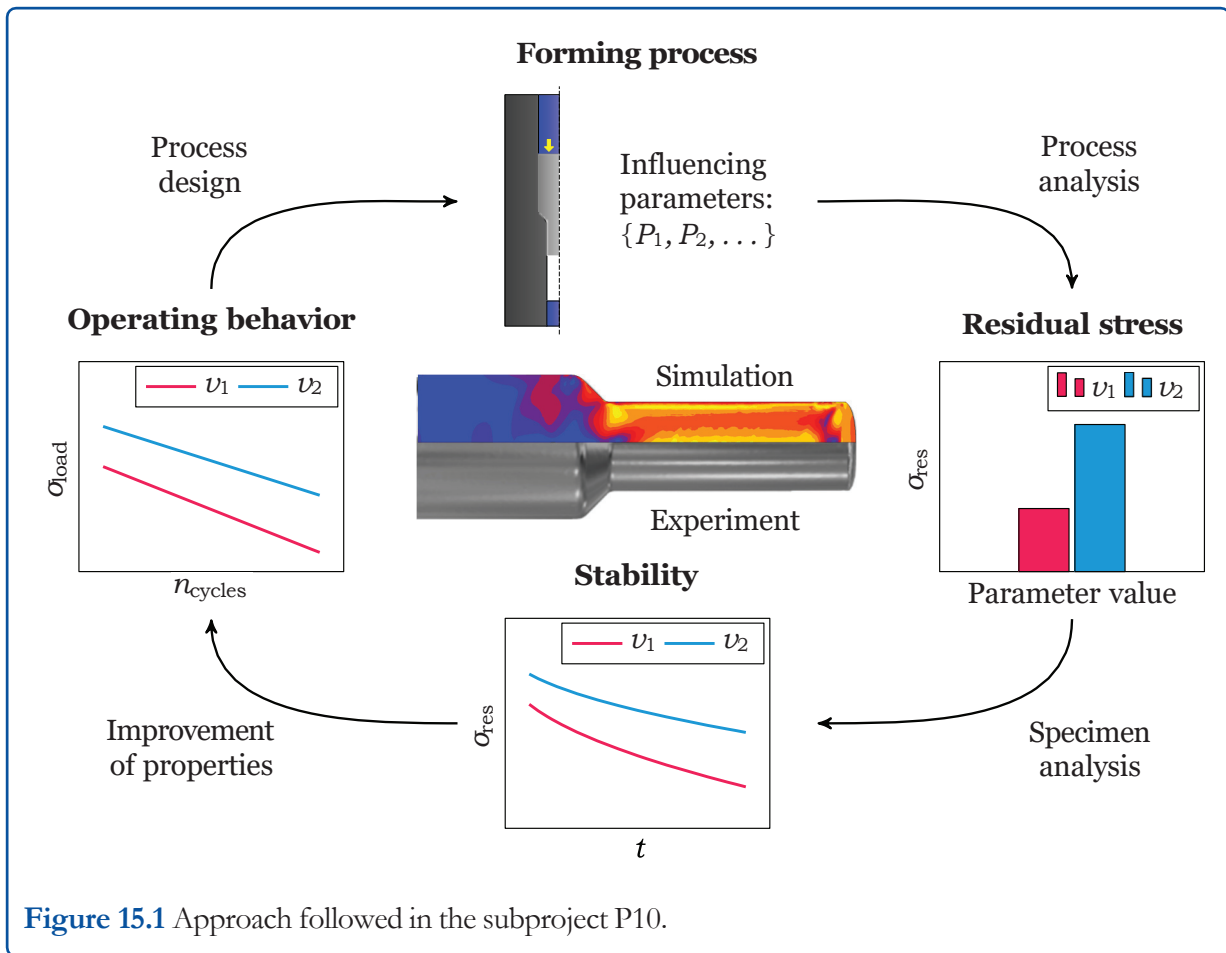 Forming process
Process
design
Influencing
parameters:
{P₁, P₂, . . . }
Process
analysis
Operating behavior
υ₁ υ₂
σload
ncycles
Simulation
Experiment
Residual stress
υ₁ υ₂
σres
Parameter value
Stability
υ₁ υ₂
σres
t
Improvement
of properties
Specimen
analysis
Figure 15.1 Approach followed in the subproject P10.